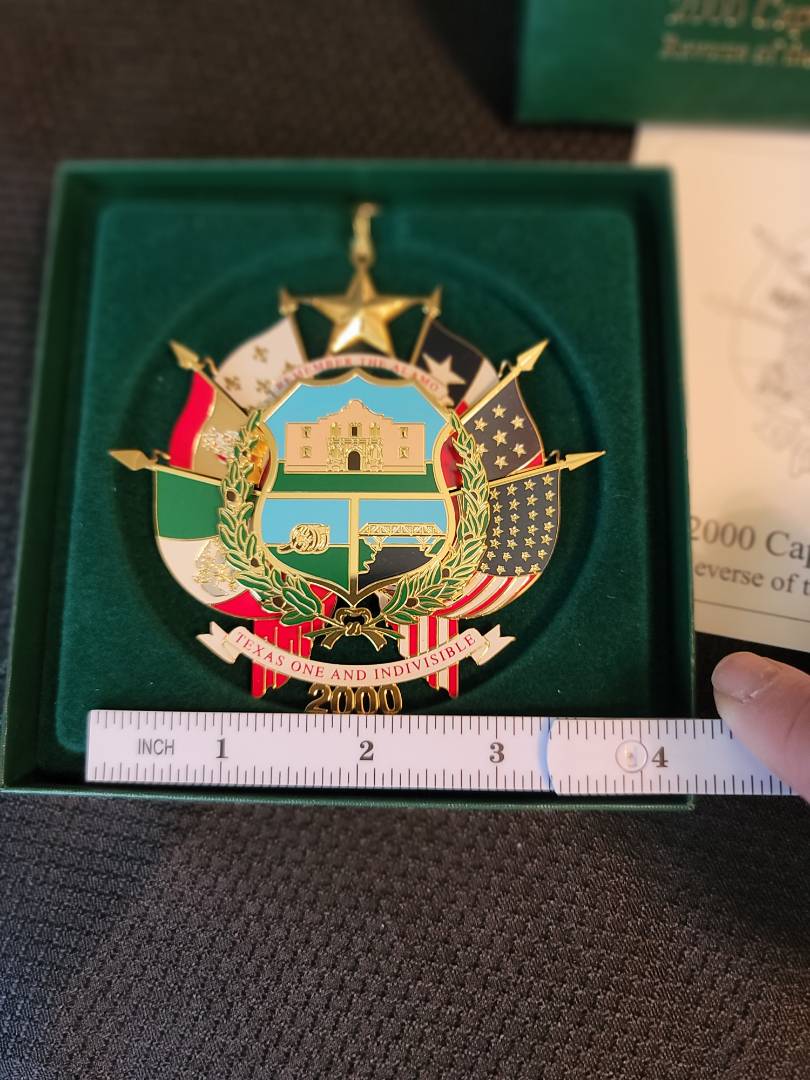 2000 Cap
Reverse of
REMEMBER THE ALAMO
2000 Cap
everse of t
TEXAS ONE AND INDIVISIBLE
2000
INCH 1 2 3 4